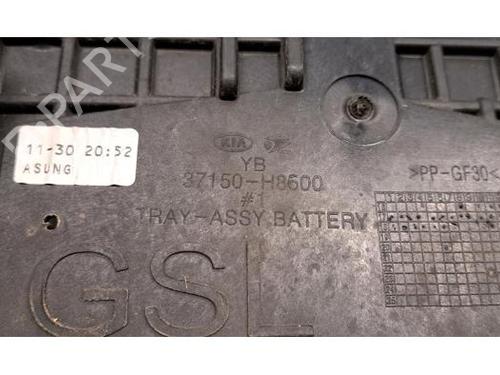 11-30 20:52
ASUNG
KIA
YB
37150-H8600
#1
TRAY-ASSY BATTERY
>PP-GF30<
GSL